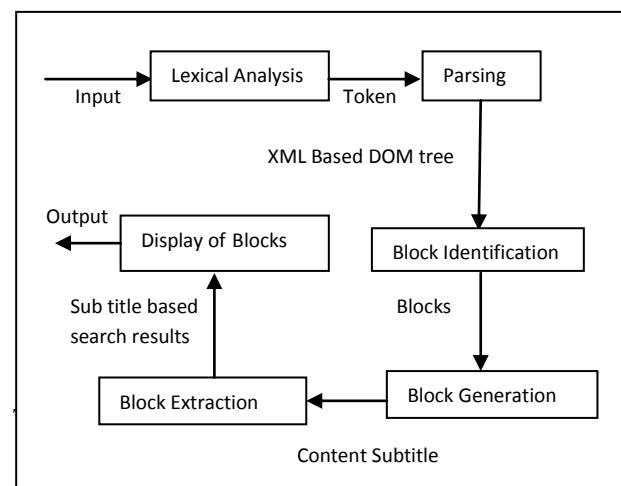 Lexical Analysis
Parsing
Input
Token
XML Based DOM tree
Output
Display of Blocks
Block Identification
Sub title based
search results
Blocks
Block Extraction
Block Generation
Content Subtitle